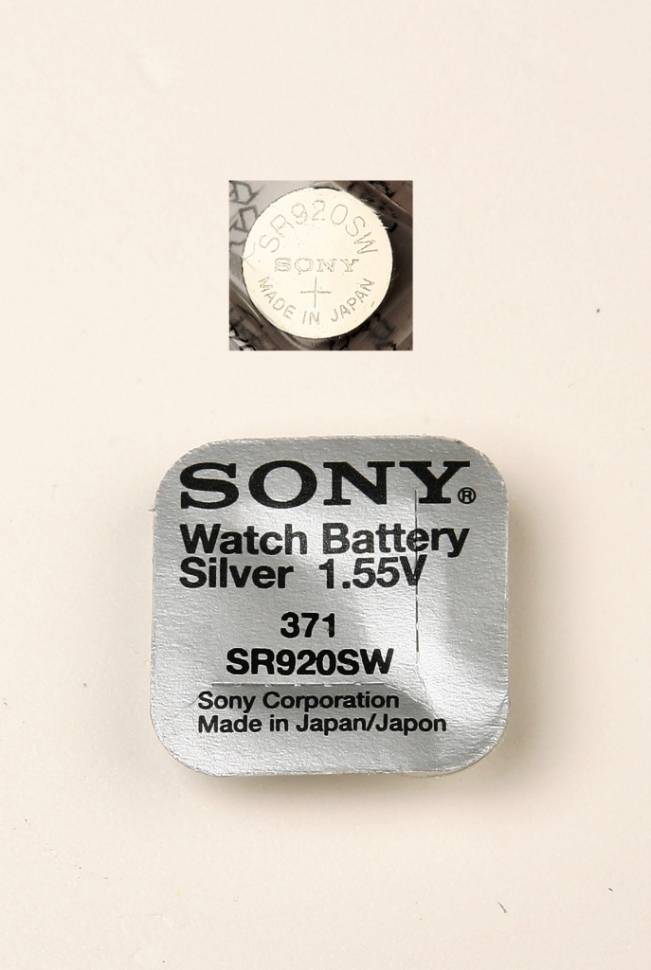 SR920SW
SONY
+
MADE IN JAPAN
SONY®
Watch Battery
Silver 1.55V
371
SR920SW
Sony Corporation
Made in Japan/Japon